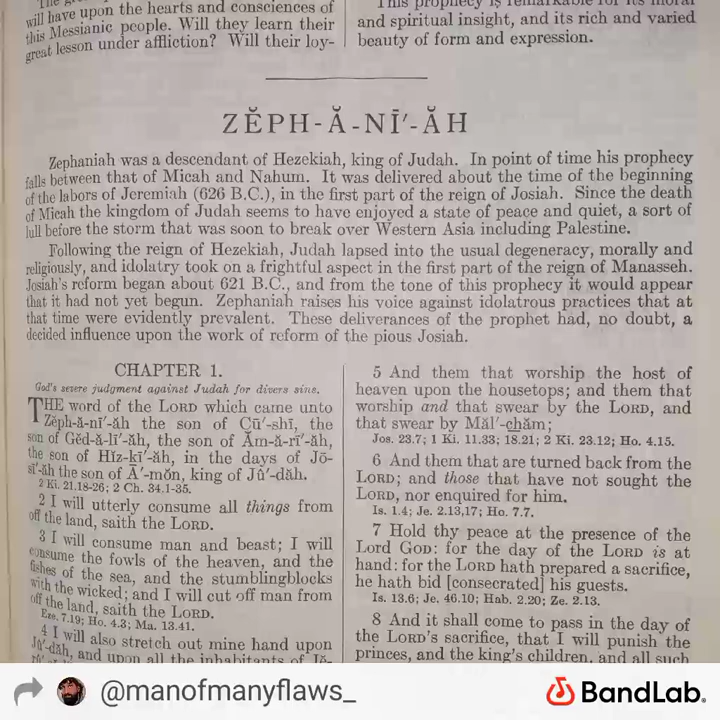 will have upon the hearts and consciences of
this Messianic people. Will they learn their
great lesson under affliction? Will their loy-
This prophecy is remarkable for its moral
and spiritual insight, and its rich and varied
beauty of form and expression.
ZĔPH-Ă-NĪ′-ĂH
Zephaniah was a descendant of Hezekiah, king of Judah. In point of time his prophecy
falls between that of Micah and Nahum. It was delivered about the time of the beginning
of the labors of Jeremiah (626 B.C.), in the first part of the reign of Josiah. Since the death
of Micah the kingdom of Judah seems to have enjoyed a state of peace and quiet, a sort of
lull before the storm that was soon to break over Western Asia including Palestine.
Following the reign of Hezekiah, Judah lapsed into the usual degeneracy, morally and
religiously, and idolatry took on a frightful aspect in the first part of the reign of Manasseh.
Josiah's reform began about 621 B.C., and from the tone of this prophecy it would appear
that it had not yet begun. Zephaniah raises his voice against idolatrous practices that at
that time were evidently prevalent. These deliverances of the prophet had, no doubt, a
decided influence upon the work of reform of the pious Josiah.
CHAPTER 1.
God's severe judgment against Judah for divers sins.
THE word of the LORD which came unto
Zĕph-ă-nī′-ăh the son of Çū′-shī, the
son of Gĕd-ă-lī′-ăh, the son of Ăm-ă-rī′-ăh,
the son of Hĭz-kī′-ăh, in the days of Jō-
sī′-ăh the son of Ā′-mŏn, king of Jū′-dăh.
2 Ki. 21.18-26; 2 Ch. 34.1-35.
2 I will utterly consume all things from
off the land, saith the LORD.
3 I will consume man and beast; I will
consume the fowls of the heaven, and the
fishes of the sea, and the stumblingblocks
with the wicked; and I will cut off man from
off the land, saith the LORD.
Eze. 7.19; Ho. 4.3; Ma. 13.41.
4 I will also stretch out mine hand upon
Jū′-dăh, and upon all the inhabitants of Jē-
5 And them that worship the host of
heaven upon the housetops; and them that
worship and that swear by the LORD, and
that swear by Măl′-chăm;
Jos. 23.7; 1 Ki. 11.33; 18.21; 2 Ki. 23.12; Ho. 4.15.
6 And them that are turned back from the
LORD; and those that have not sought the
LORD, nor enquired for him.
Is. 1.4; Je. 2.13,17; Ho. 7.7.
7 Hold thy peace at the presence of the
Lord GOD: for the day of the LORD is at
hand: for the LORD hath prepared a sacrifice,
he hath bid [consecrated] his guests.
Is. 13.6; Je. 46.10; Hab. 2.20; Ze. 2.13.
8 And it shall come to pass in the day of
the LORD's sacrifice, that I will punish the
princes, and the king's children, and all such
@manofmanyflaws_
BandLab